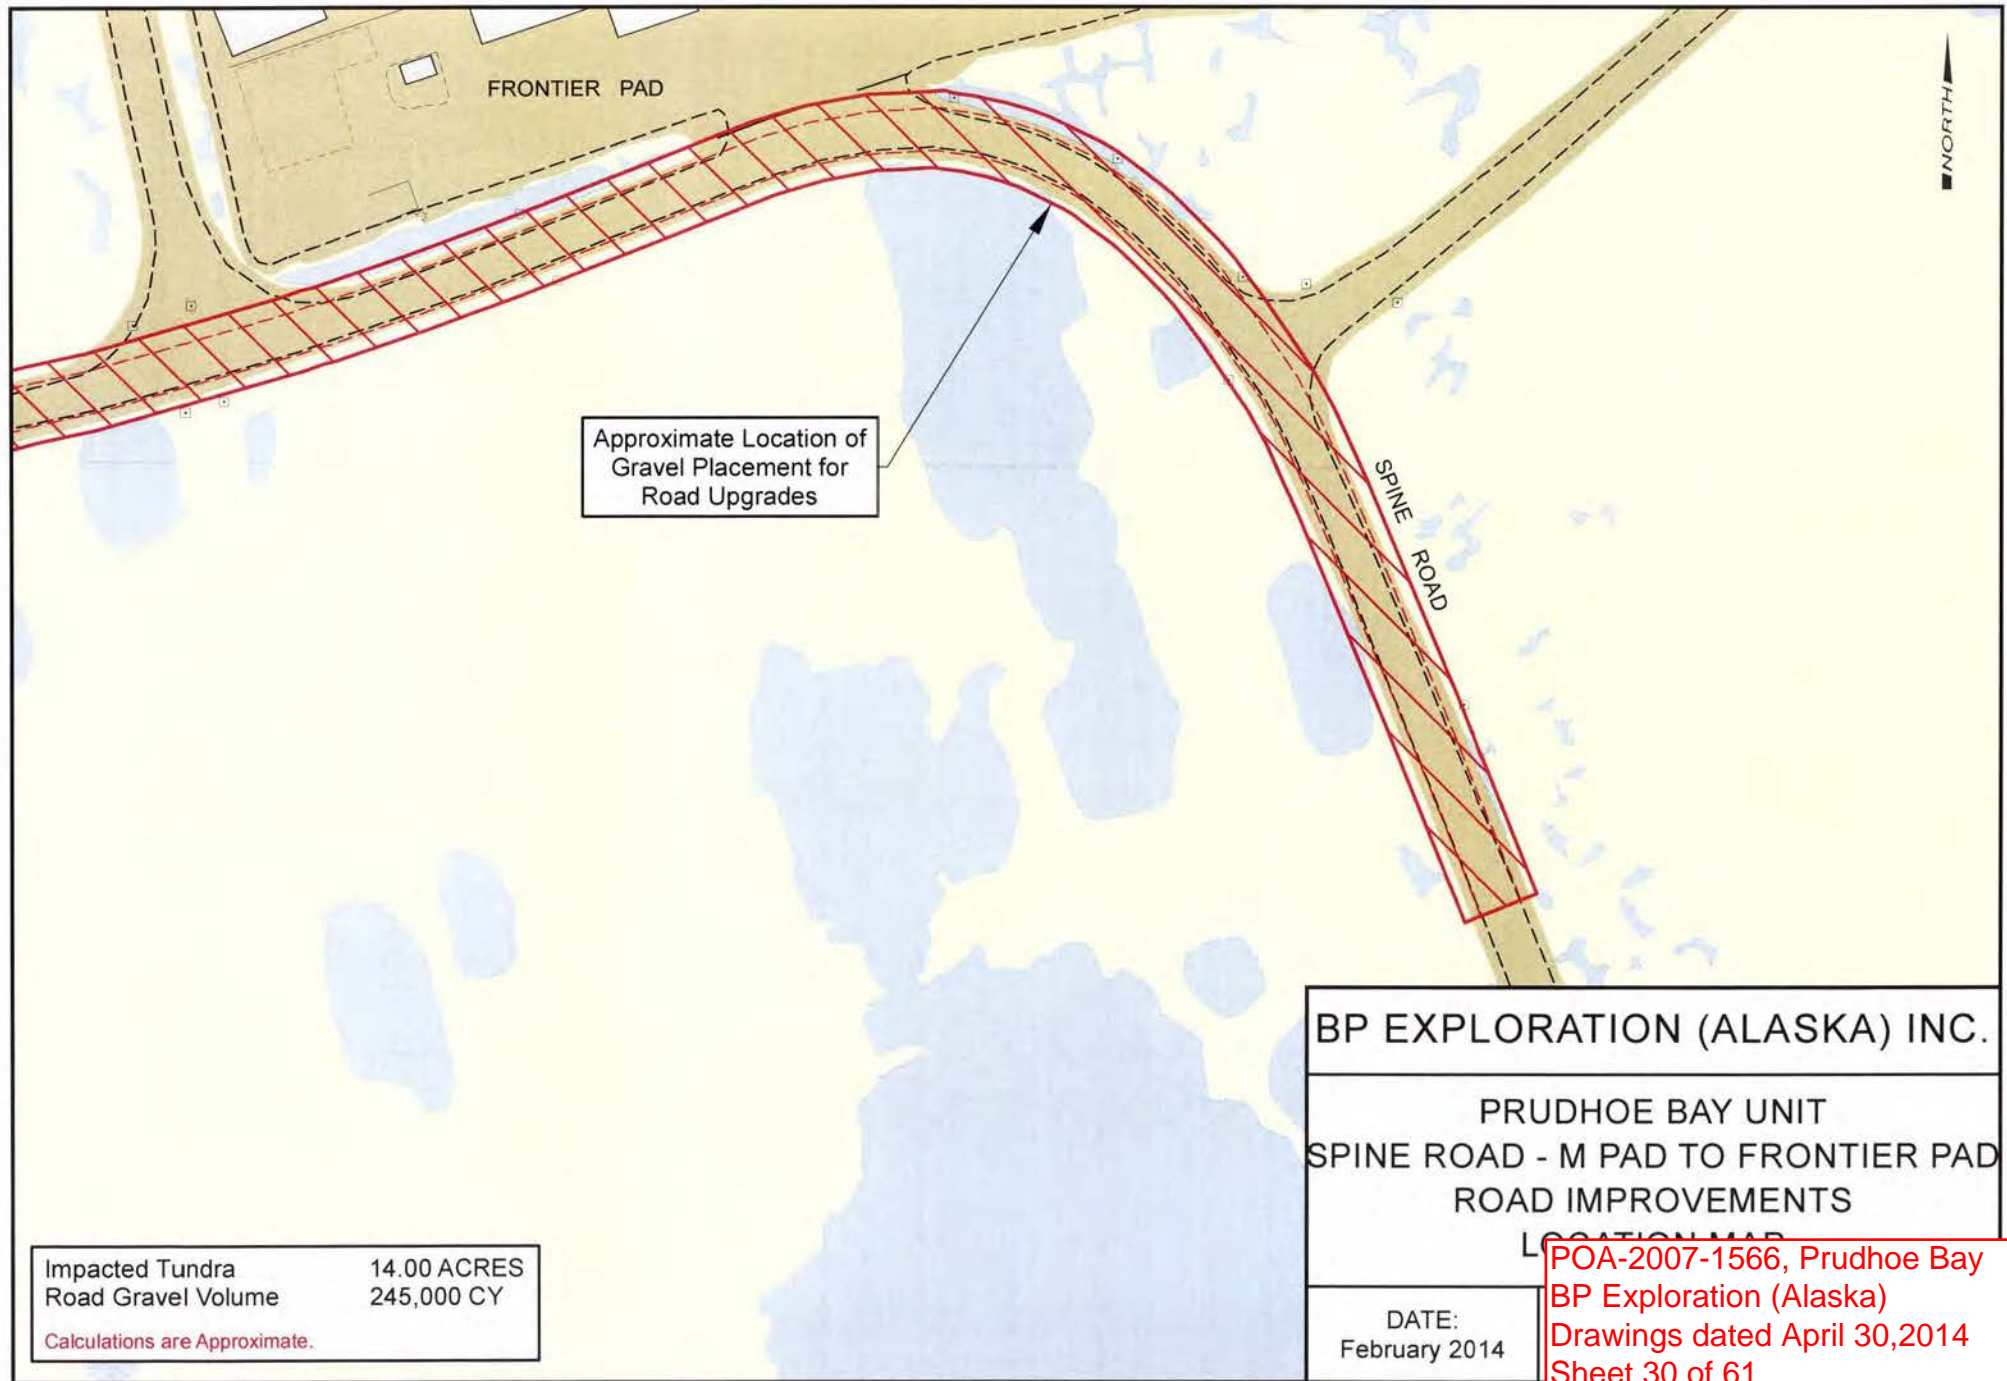 FRONTIER PAD
NORTH
Approximate Location of
Gravel Placement for
Road Upgrades
SPINE ROAD
BP EXPLORATION (ALASKA) INC.
PRUDHOE BAY UNIT
SPINE ROAD - M PAD TO FRONTIER PAD
ROAD IMPROVEMENTS
LOCATION MAP
Impacted Tundra 14.00 ACRES
Road Gravel Volume 245,000 CY
Calculations are Approximate.
DATE:
February 2014
POA-2007-1566, Prudhoe Bay
BP Exploration (Alaska)
Drawings dated April 30,2014
Sheet 30 of 61